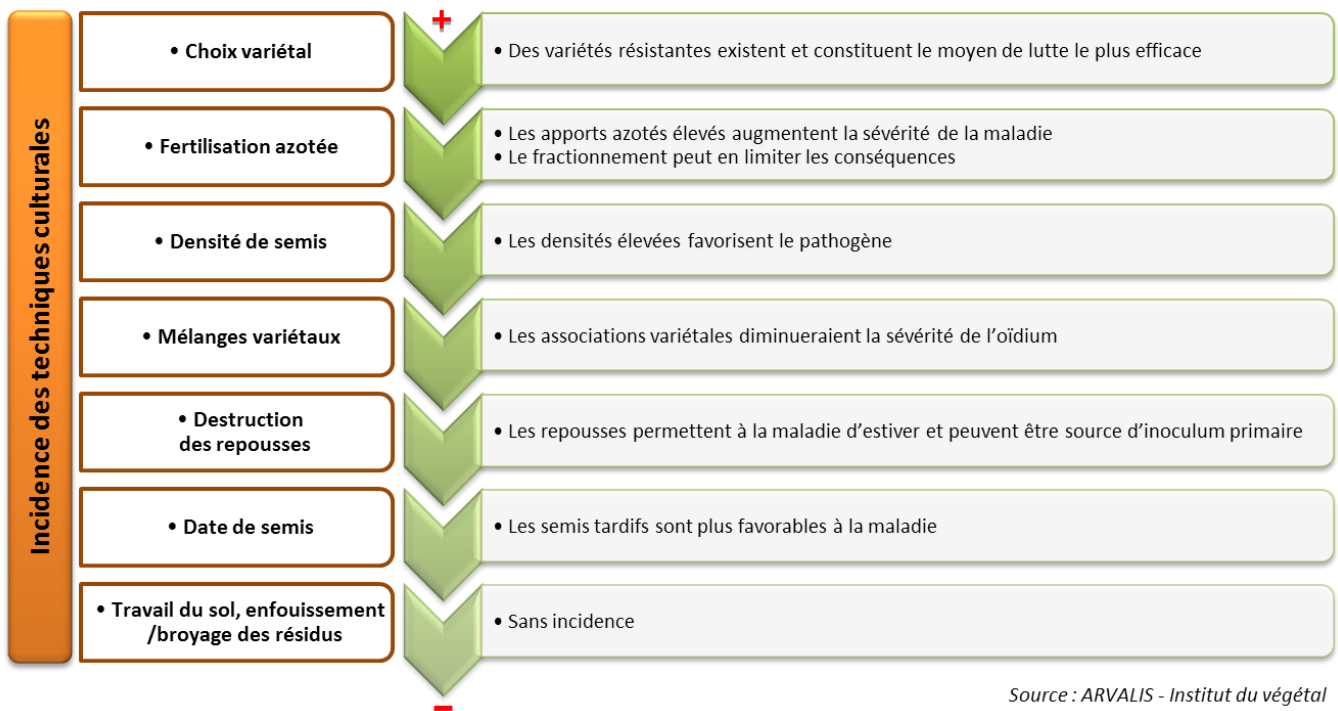 Incidence des techniques culturales
+
• Choix variétal
• Des variétés résistantes existent et constituent le moyen de lutte le plus efficace
• Fertilisation azotée
• Les apports azotés élevés augmentent la sévérité de la maladie
• Le fractionnement peut en limiter les conséquences
• Densité de semis
• Les densités élevées favorisent le pathogène
• Mélanges variétaux
• Les associations variétales diminueraient la sévérité de l’oïdium
• Destruction
des repousses
• Les repousses permettent à la maladie d’estiver et peuvent être source d’inoculum primaire
• Date de semis
• Les semis tardifs sont plus favorables à la maladie
• Travail du sol, enfouissement
/broyage des résidus
• Sans incidence
–
Source : ARVALIS - Institut du végétal